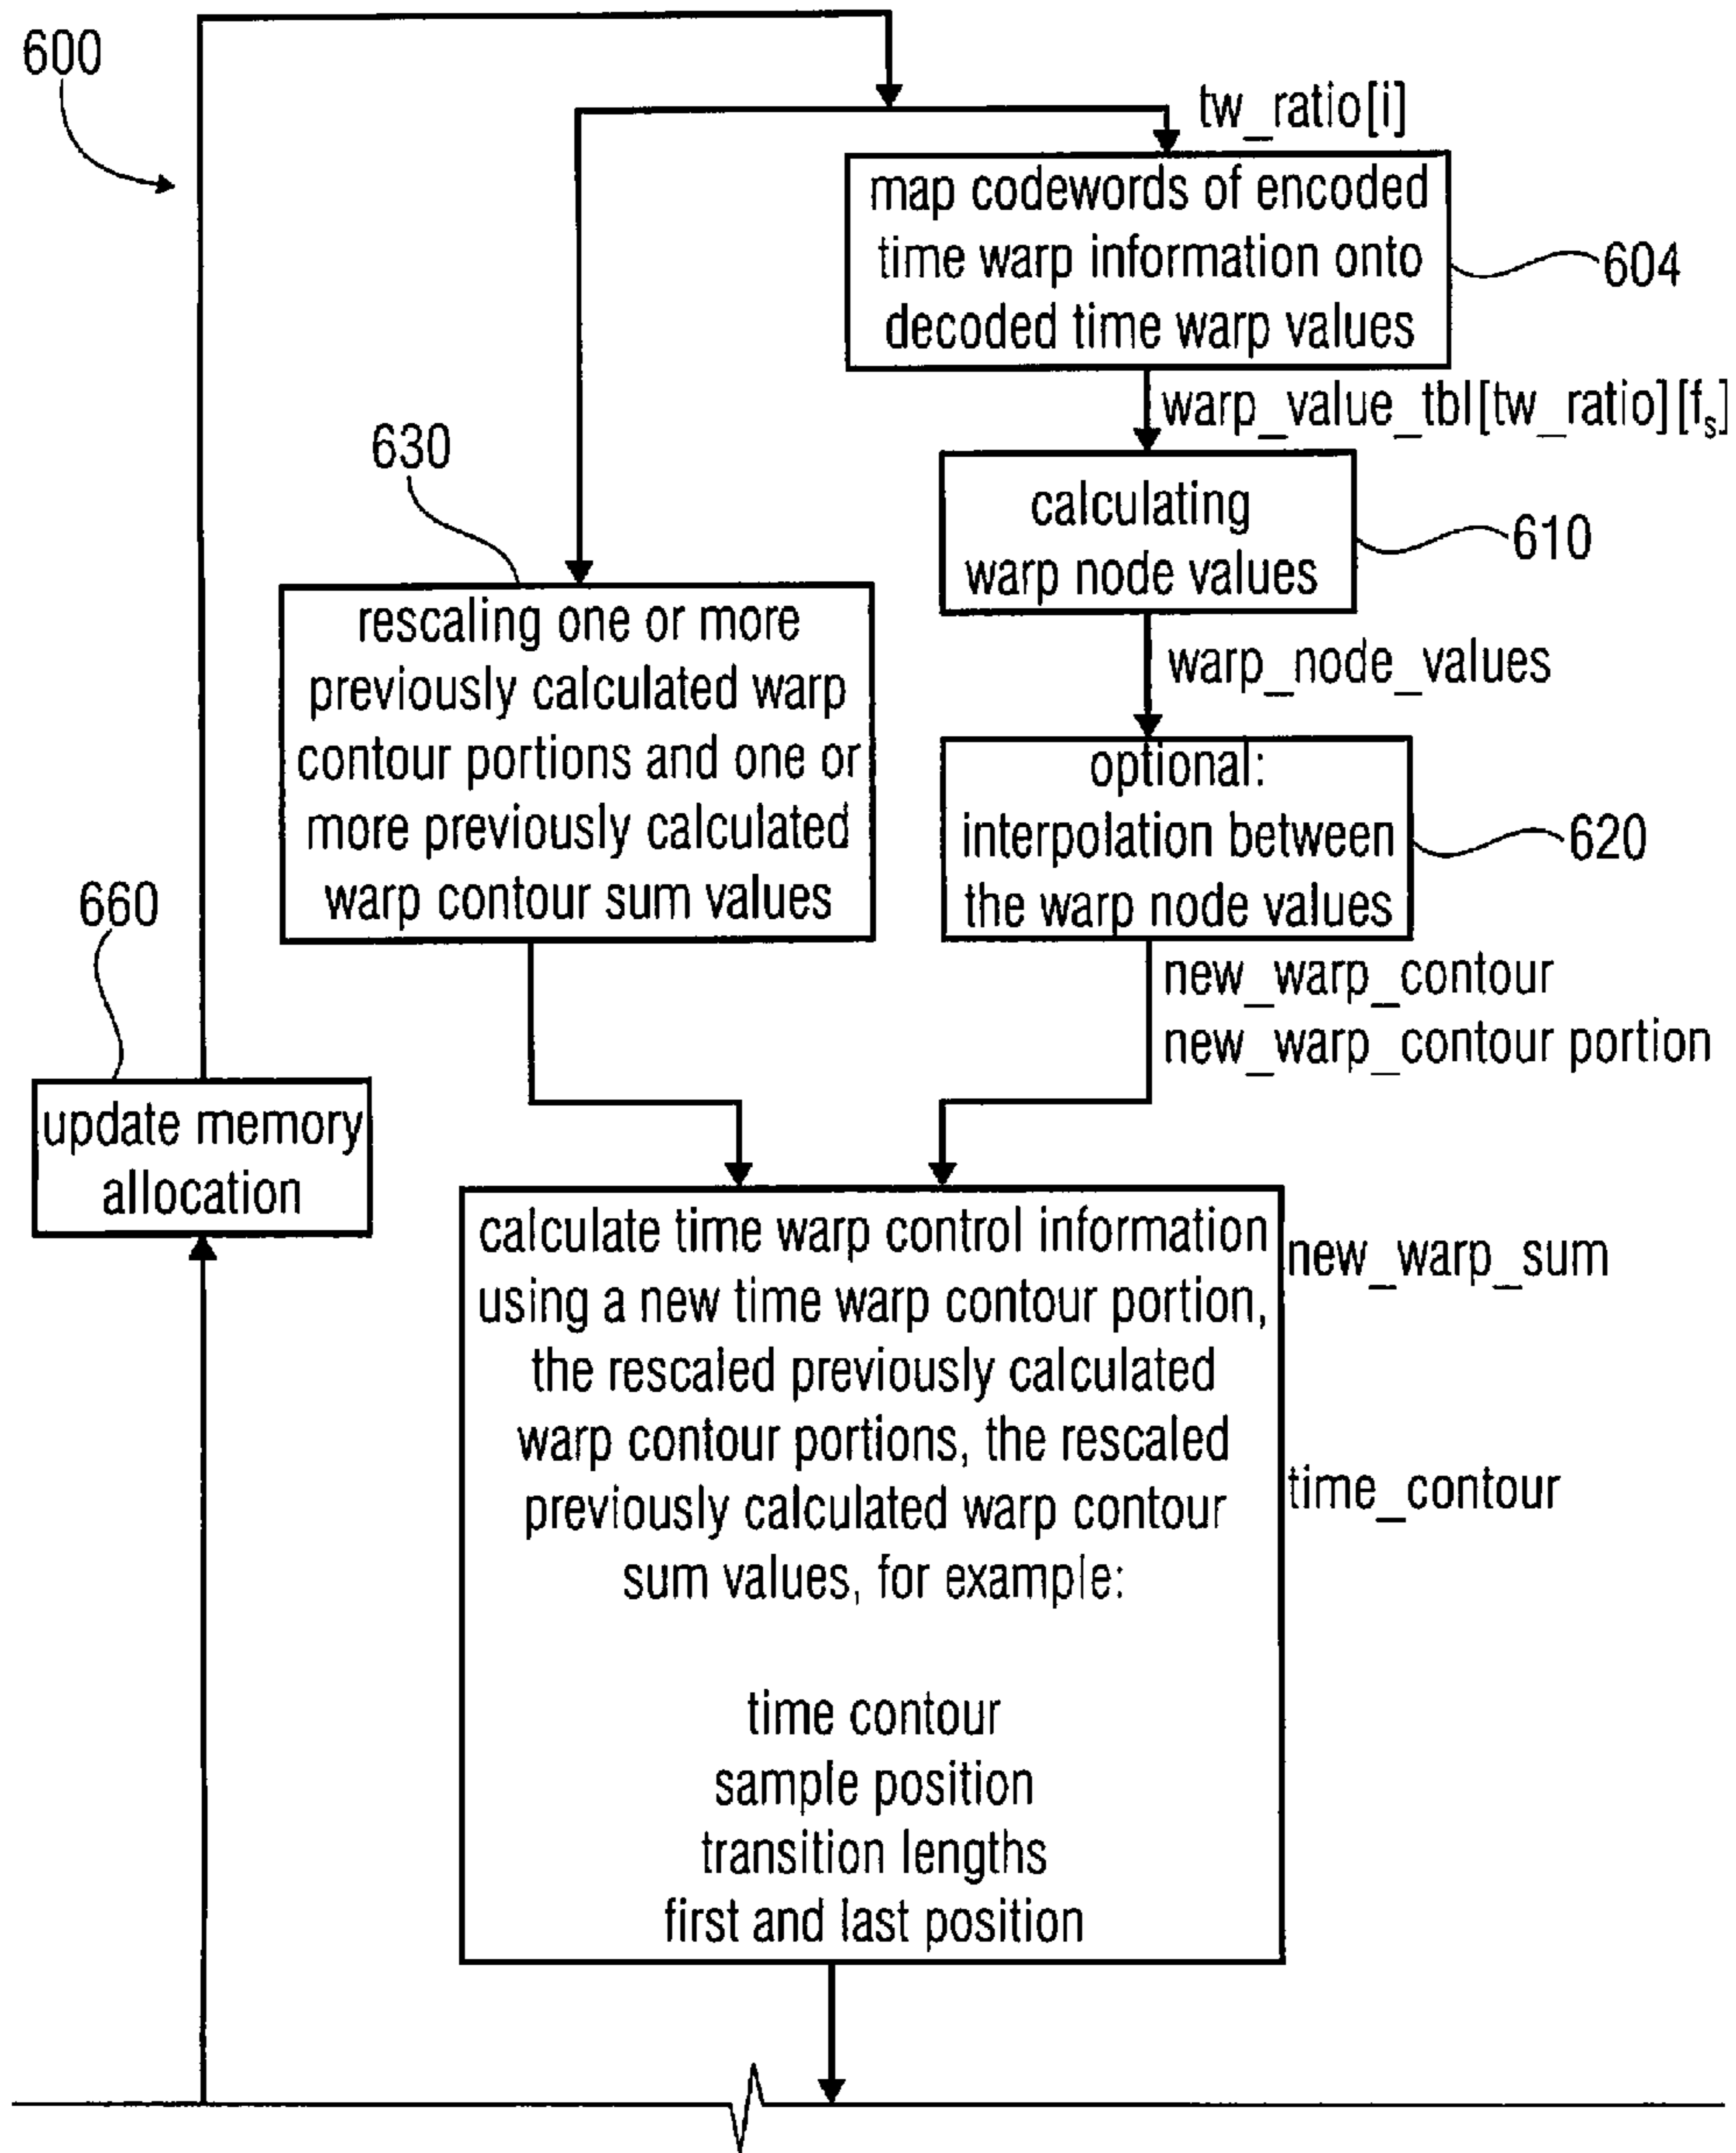 600
tw_ratio[i]
map codewords of encoded
time warp information onto
decoded time warp values
604
warp_value_tbl[tw_ratio][fs]
630
calculating
warp node values
610
rescaling one or more
previously calculated warp
contour portions and one or
more previously calculated
warp contour sum values
warp_node_values
optional:
interpolation between
the warp node values
620
660
new_warp_contour
new_warp_contour portion
update memory
allocation
calculate time warp control information
using a new time warp contour portion,
the rescaled previously calculated
warp contour portions, the rescaled
previously calculated warp contour
sum values, for example:
time contour
sample position
transition lengths
first and last position
new_warp_sum
time_contour